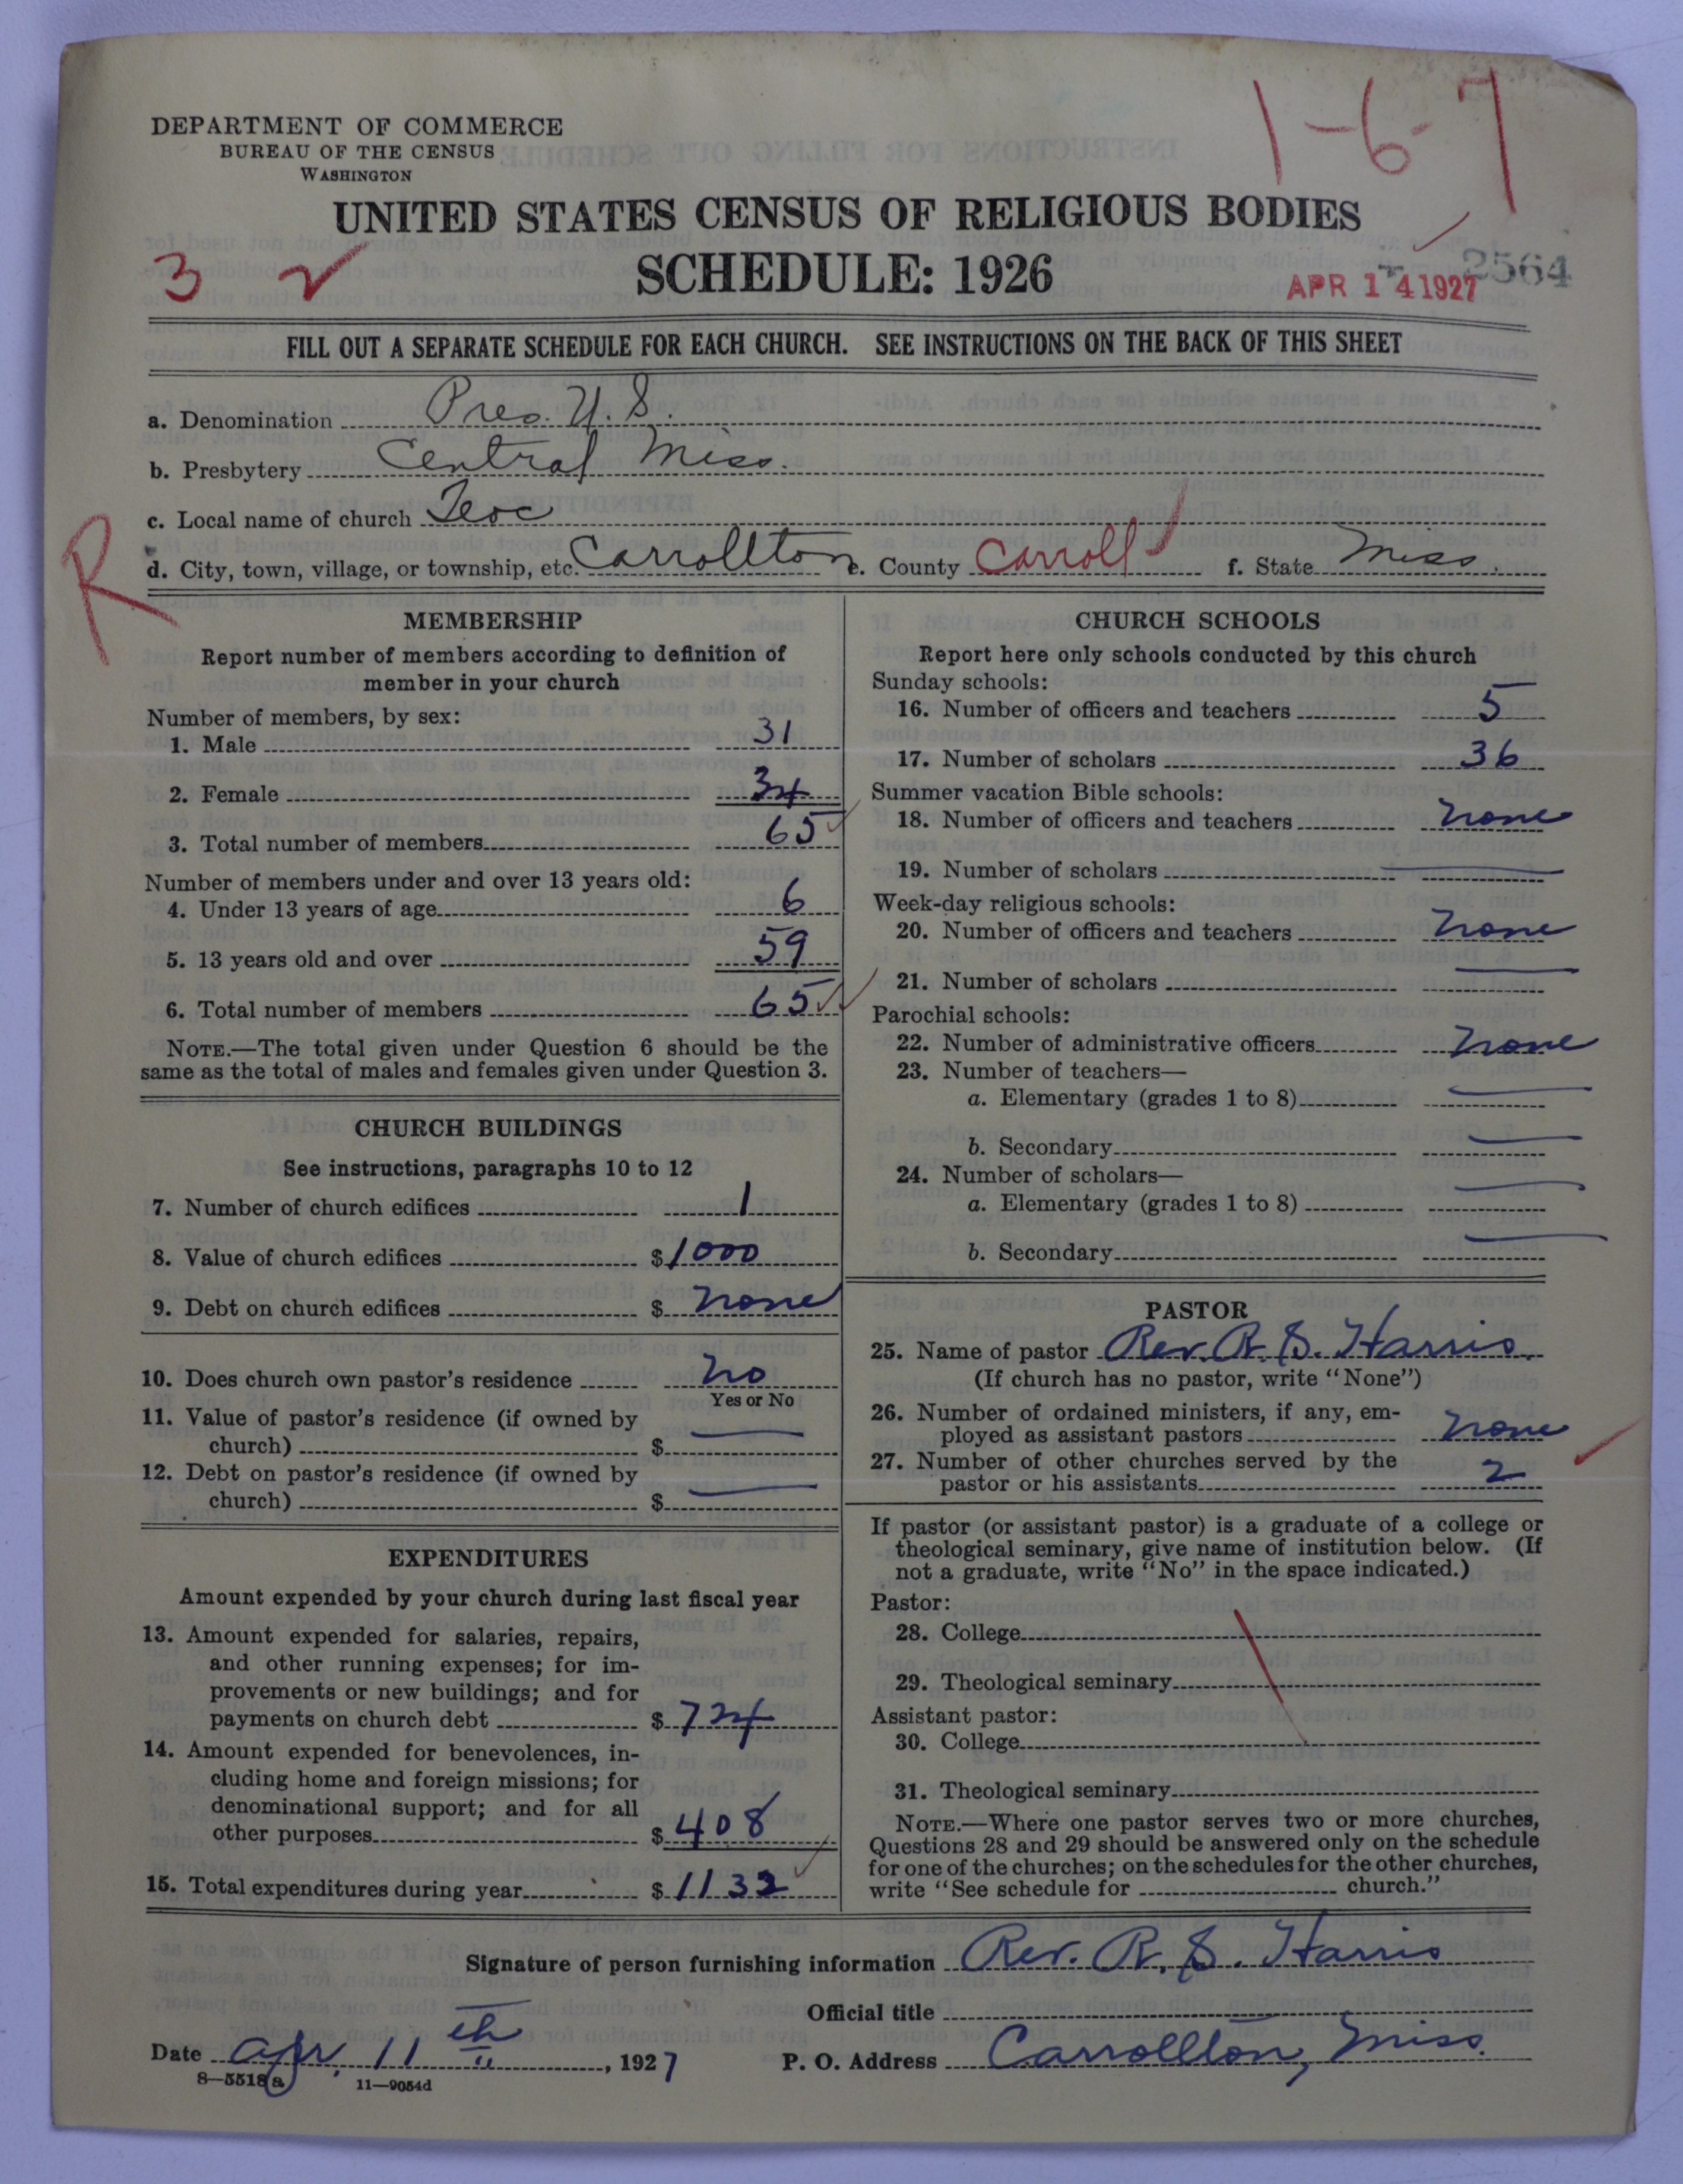 DEPARTMENT OF COMMERCE
BUREAU OF THE CENSUS
WASHINGTON
1-6-7
UNITED STATES CENSUS OF RELIGIOUS BODIES
3 2 SCHEDULE: 1926
APR 14 1927 2564
FILL OUT A SEPARATE SCHEDULE FOR EACH CHURCH. SEE INSTRUCTIONS ON THE BACK OF THIS SHEET
a. Denomination Pres. U. S.
b. Presbytery Central Miss.
c. Local name of church Teoc
R
d. City, town, village, or township, etc. Carrollton e. County Carroll f. State Miss.
MEMBERSHIP
Report number of members according to definition of
member in your church
Number of members, by sex:
1. Male 31
2. Female 34
3. Total number of members 65
Number of members under and over 13 years old:
4. Under 13 years of age 6
5. 13 years old and over 59
6. Total number of members 65
NOTE.—The total given under Question 6 should be the
same as the total of males and females given under Question 3.
CHURCH BUILDINGS
See instructions, paragraphs 10 to 12
7. Number of church edifices 1
8. Value of church edifices $1000
9. Debt on church edifices $ none
10. Does church own pastor's residence no
Yes or No
11. Value of pastor's residence (if owned by
church) $
12. Debt on pastor's residence (if owned by
church) $
EXPENDITURES
Amount expended by your church during last fiscal year
13. Amount expended for salaries, repairs,
and other running expenses; for im-
provements or new buildings; and for
payments on church debt $ 724
14. Amount expended for benevolences, in-
cluding home and foreign missions; for
denominational support; and for all
other purposes $ 408
15. Total expenditures during year $ 1132
CHURCH SCHOOLS
Report here only schools conducted by this church
Sunday schools:
16. Number of officers and teachers 5
17. Number of scholars 36
Summer vacation Bible schools:
18. Number of officers and teachers none
19. Number of scholars
Week-day religious schools:
20. Number of officers and teachers none
21. Number of scholars
Parochial schools:
22. Number of administrative officers none
23. Number of teachers—
a. Elementary (grades 1 to 8)
b. Secondary
24. Number of scholars—
a. Elementary (grades 1 to 8)
b. Secondary
PASTOR
25. Name of pastor Rev. R. S. Harris
(If church has no pastor, write "None")
26. Number of ordained ministers, if any, em-
ployed as assistant pastors none
27. Number of other churches served by the
pastor or his assistants 2
If pastor (or assistant pastor) is a graduate of a college or
theological seminary, give name of institution below. (If
not a graduate, write "No" in the space indicated.)
Pastor:
28. College
29. Theological seminary
Assistant pastor:
30. College
31. Theological seminary
NOTE.—Where one pastor serves two or more churches,
Questions 28 and 29 should be answered only on the schedule
for one of the churches; on the schedules for the other churches,
write "See schedule for church."
Signature of person furnishing information Rev. R. S. Harris
Official title
Date Apr. 11th, 1927 P. O. Address Carrollton, Miss.
8—5518a 11—9054d